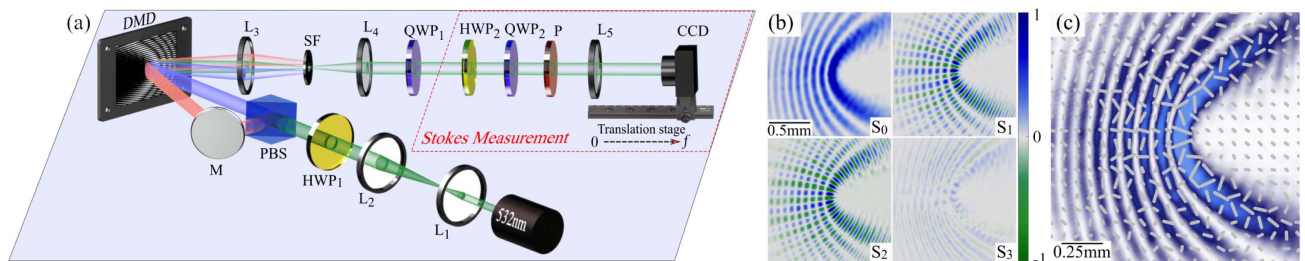 (a)
DMD
L3
SF
L4
QWP1
HWP2
QWP2
P
L5
CCD
Translation stage
0 f
Stokes Measurement
M
PBS
HWP1
L2
L1
532nm
(b)
0.5mm
S0
S1
S2
S3
1
0
-1
(c)
0.25mm